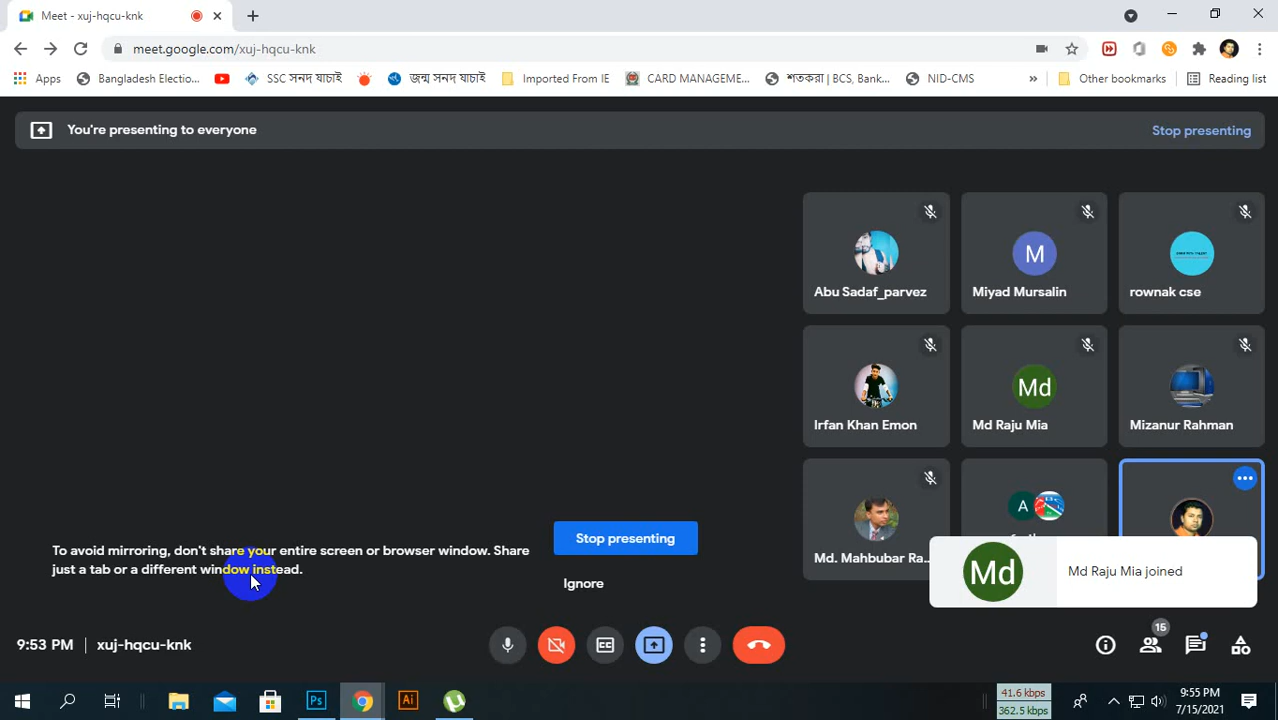 Meet - xuj-hqcu-knk
meet.google.com/xuj-hqcu-knk
Apps
Bangladesh Electio...
SSC সনদ যাচাই
জন্ম সনদ যাচাই
Imported From IE
CARD MANAGEME...
শতকরা | BCS, Bank...
NID-CMS
»
Other bookmarks
Reading list
You're presenting to everyone
Stop presenting
Abu Sadaf_parvez
M
Miyad Mursalin
rownak cse
Irfan Khan Emon
Md
Md Raju Mia
Mizanur Rahman
Md. Mahbubar Ra...
A
To avoid mirroring, don't share your entire screen or browser window. Share
just a tab or a different window instead.
Stop presenting
Ignore
Md
Md Raju Mia joined
9:53 PM | xuj-hqcu-knk
CC
15
Ps
Ai
41.6 kbps
362.5 kbps
9:55 PM
7/15/2021